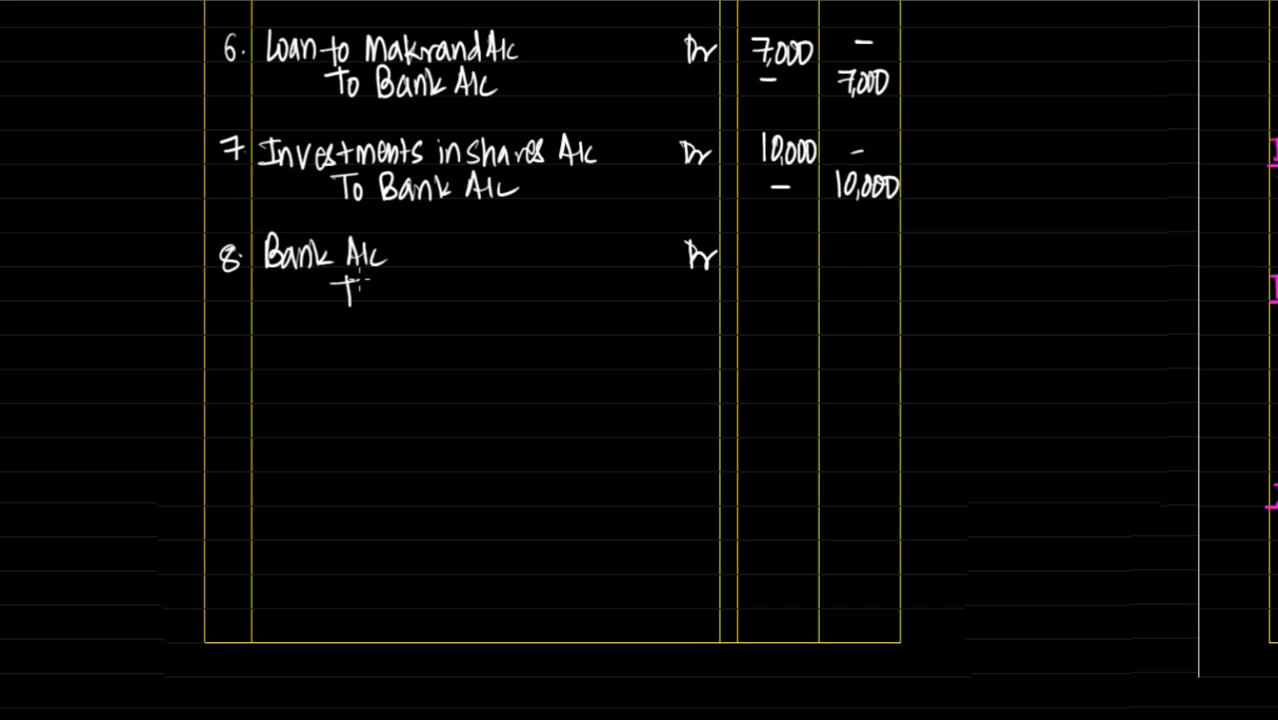 6. Loan to Makrand A/c Dr 7,000 -
To Bank A/c - 7,000
7. Investments in shares A/c Dr 10,000 -
To Bank A/c - 10,000
8. Bank A/c Dr
T